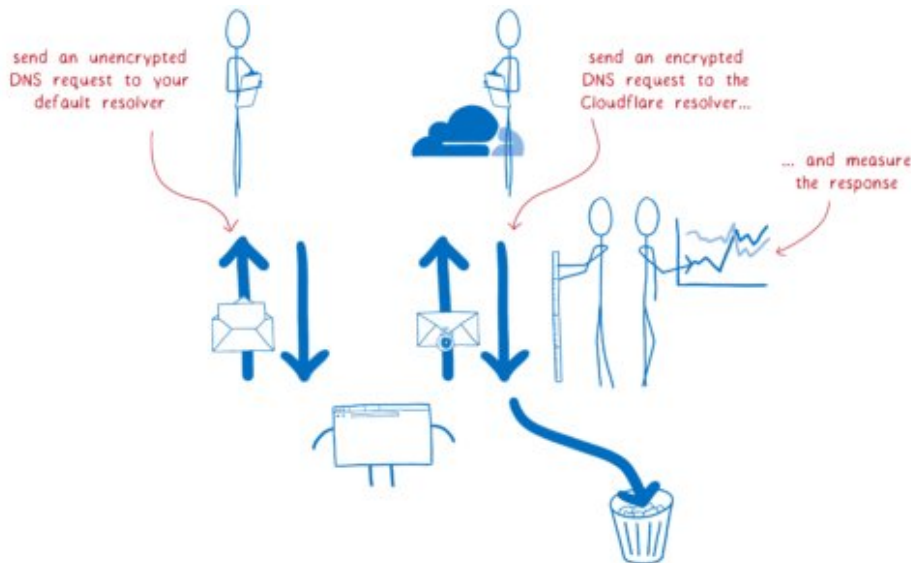 send an unencrypted
DNS request to your
default resolver
send an encrypted
DNS request to the
Cloudflare resolver...
... and measure
the response